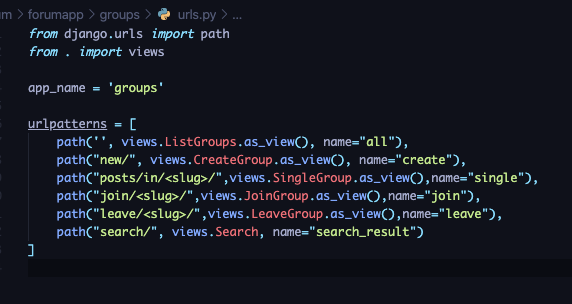 um > forumapp > groups > urls.py > ...
from django.urls import path
from . import views
app_name = 'groups'
urlpatterns = [
    path('', views.ListGroups.as_view(), name="all"),
    path("new/", views.CreateGroup.as_view(), name="create"),
    path("posts/in/<slug>/",views.SingleGroup.as_view(),name="single"),
    path("join/<slug>/",views.JoinGroup.as_view(),name="join"),
    path("leave/<slug>/",views.LeaveGroup.as_view(),name="leave"),
    path("search/", views.Search, name="search_result")
]